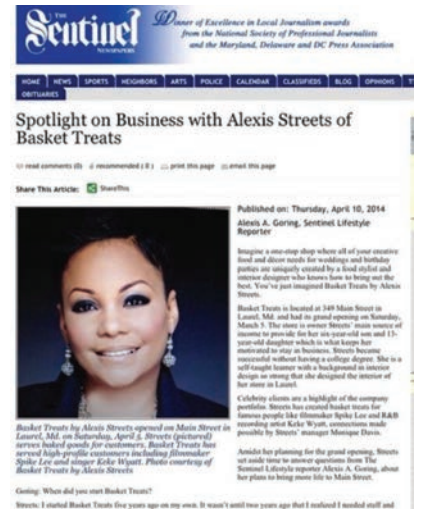 THE
Sentinel
NEWSPAPERS
Winner of Excellence in Local Journalism awards
from the National Society of Professional Journalists
and the Maryland, Delaware and DC Press Association
HOME NEWS SPORTS NEIGHBORS ARTS POLICE CALENDAR CLASSIFIEDS BLOG OPINIONS
OBITUARIES
Spotlight on Business with Alexis Streets of
Basket Treats
read comments (0) recommended ( 0 ) print this page email this page
Share This Article: ShareThis
Published on: Thursday, April 10, 2014
Alexis A. Goring, Sentinel Lifestyle
Reporter
Imagine a one-stop shop where all of your creative
food and décor needs for weddings and birthday
parties are uniquely created by a food stylist and
interior designer who knows how to bring out the
best. You've just imagined Basket Treats by Alexis
Streets.
Basket Treats is located at 349 Main Street in
Laurel, Md. and had its grand opening on Saturday,
March 5. The store is owner Streets' main source of
income to provide for her six-year-old son and 13-
year-old daughter which is what keeps her
motivated to stay in business. Streets became
successful without having a college degree. She is a
self-taught learner with a background in interior
design so strong that she designed the interior of
her store in Laurel.
Celebrity clients are a highlight of the company
portfolio. Streets has created basket treats for
famous people like filmmaker Spike Lee and R&B
recording artist Keke Wyatt, connections made
possible by Streets' manager Monique Davis.
Amidst her planning for the grand opening, Streets
set aside time to answer questions from The
Sentinel Lifestyle reporter Alexis A. Goring, about
her plans to bring more life to Main Street.
Basket Treats by Alexis Streets opened on Main Street in
Laurel, Md. on Saturday, April 5. Streets (pictured)
serves baked goods for customers. Basket Treats has
served high-profile customers including filmmaker
Spike Lee and singer Keke Wyatt. Photo courtesy of
Basket Treats by Alexis Streets
Goring: When did you start Basket Treats?
Streets: I started Basket Treats five years ago on my own. It wasn't until two years ago that I realized I needed staff and